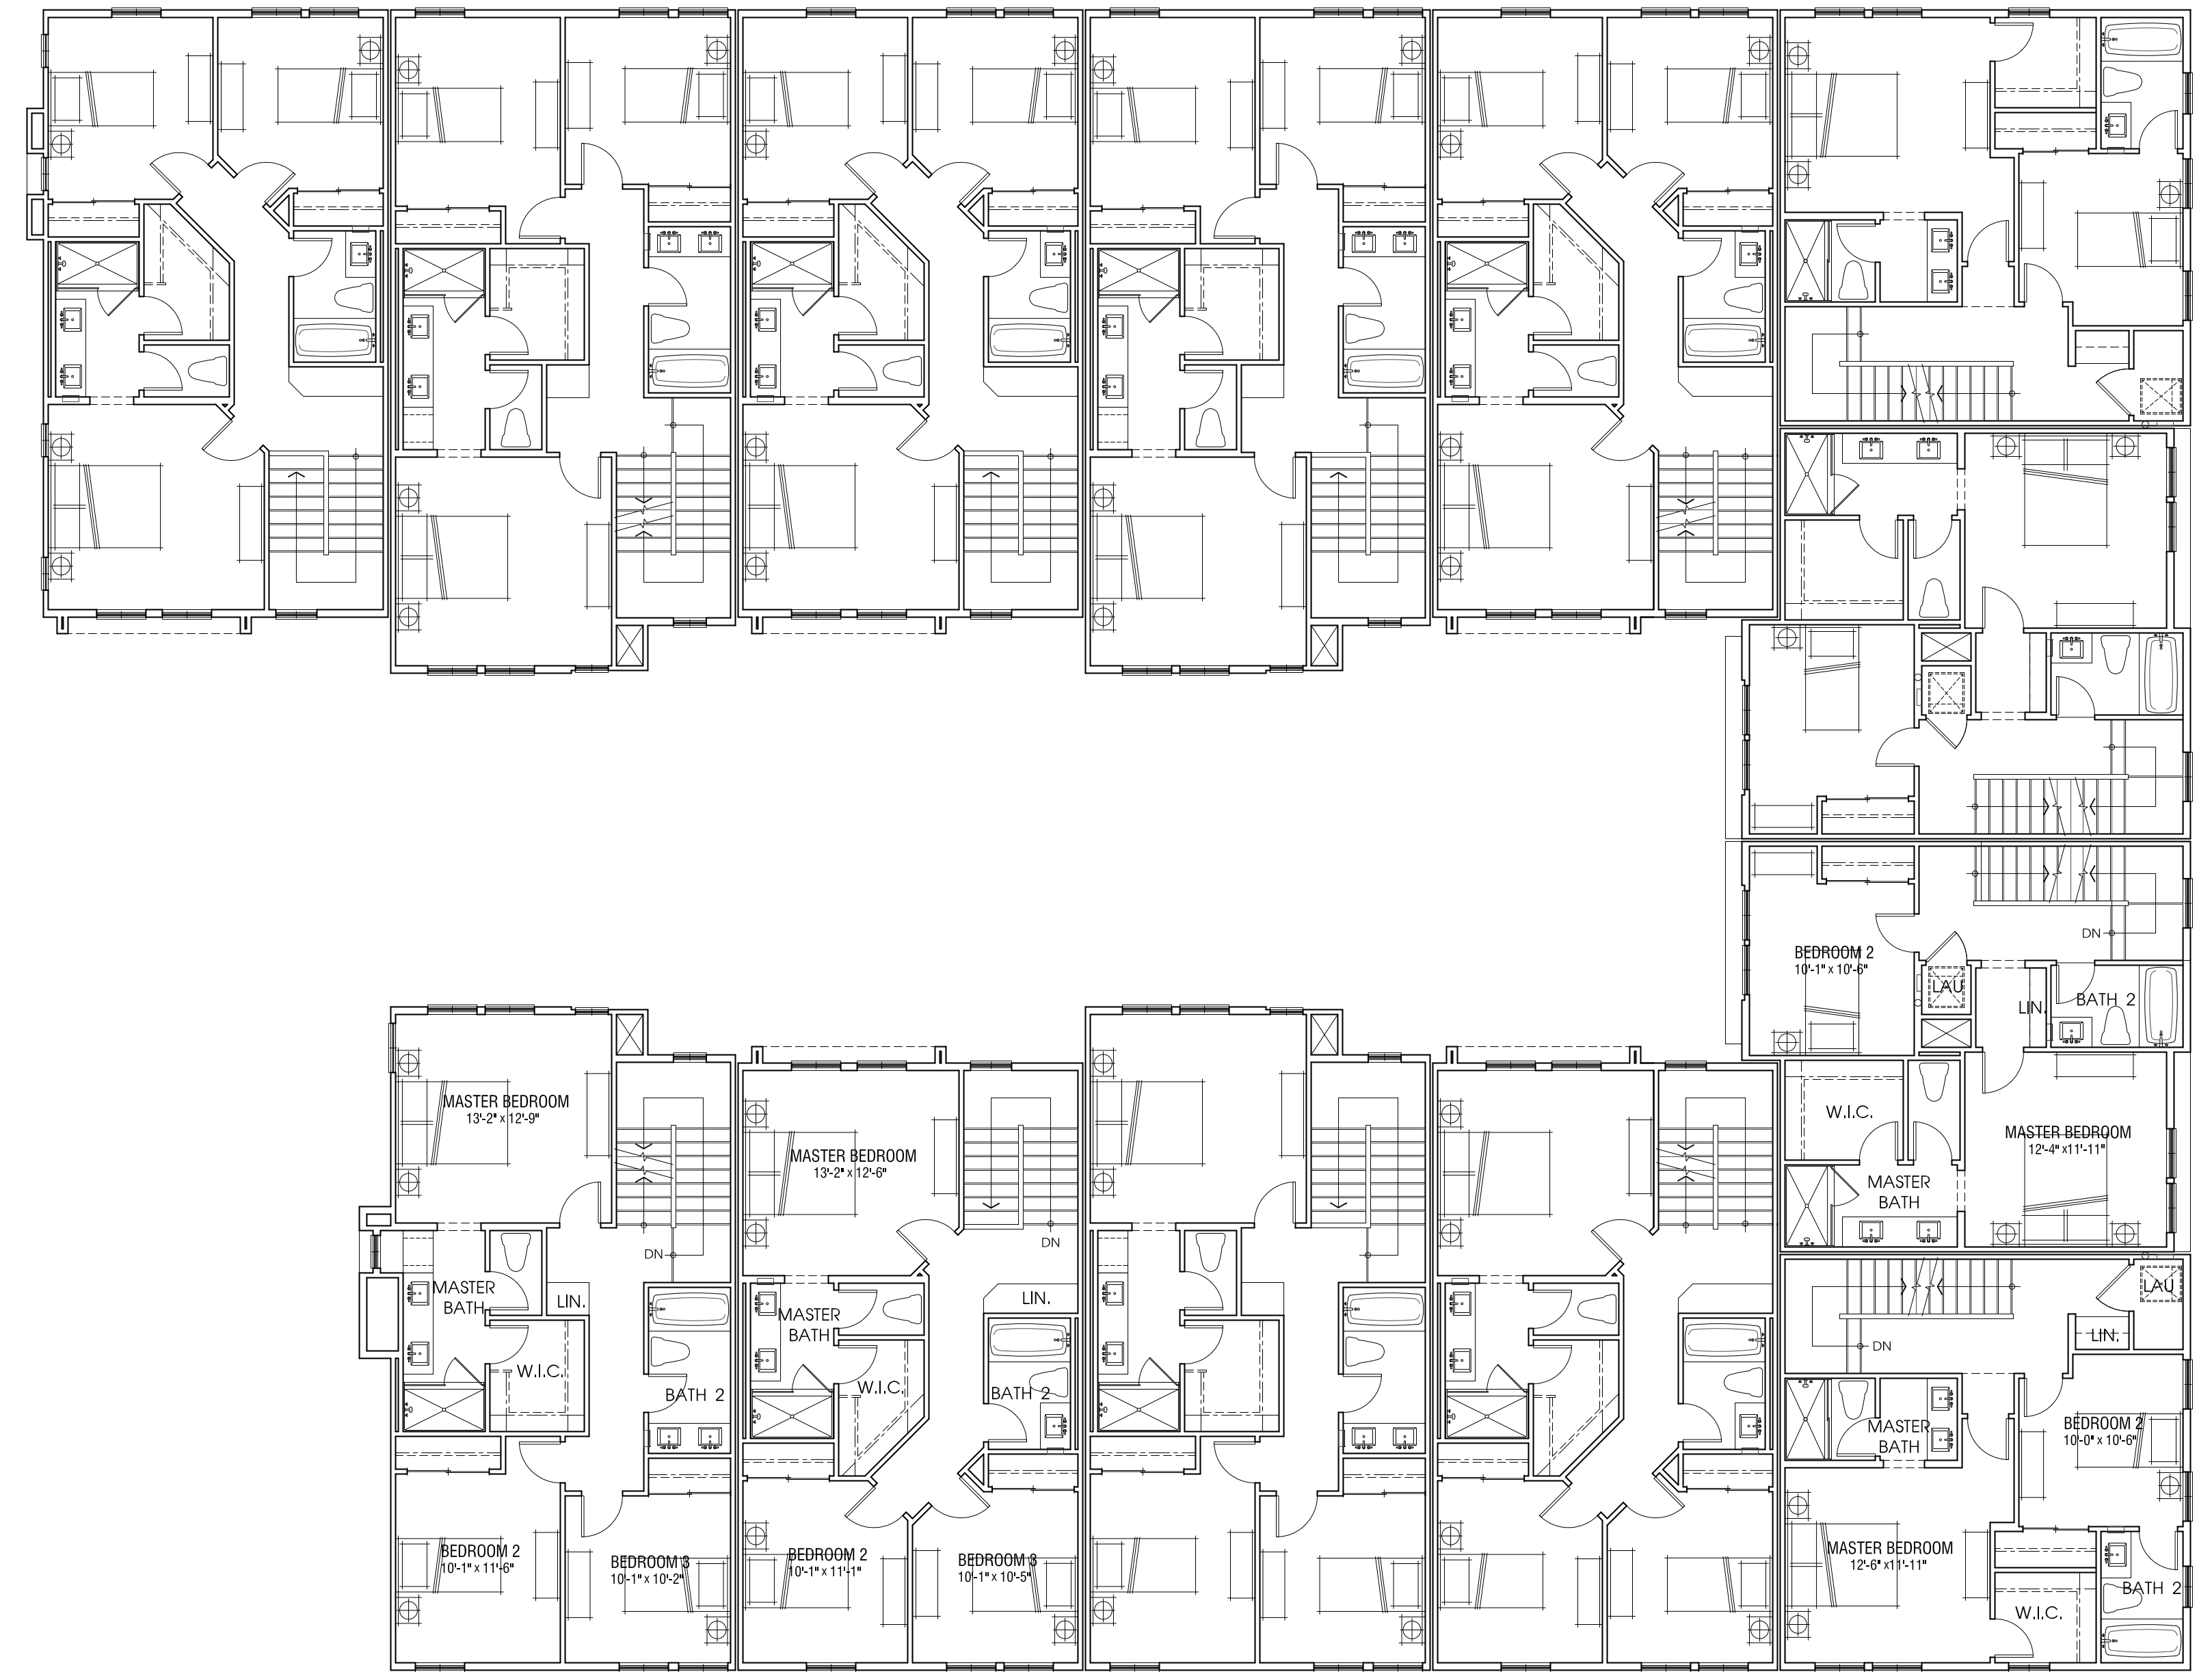 DN
BEDROOM 2
10'-1" x 10'-6"
LAU
LIN.
BATH 2
MASTER BEDROOM
13'-2" x 12'-9"
W.I.C.
MASTER BEDROOM
12'-4" x11'-11"
MASTER BEDROOM
13'-2" x 12'-6"
MASTER
BATH
DN
DN
MASTER
BATH
LIN.
LIN.
MASTER
BATH
LAU
LIN.
DN
W.I.C.
W.I.C.
BATH 2
BATH 2
MASTER
BATH
BEDROOM 2
10'-0" x 10'-6"
BEDROOM 2
10'-1" x 11'-6"
BEDROOM 3
10'-1" x 10'-2"
BEDROOM 2
10'-1" x 11'-1"
BEDROOM 3
10'-1" x 10'-5"
MASTER BEDROOM
12'-6" x11'-11"
BATH 2
W.I.C.